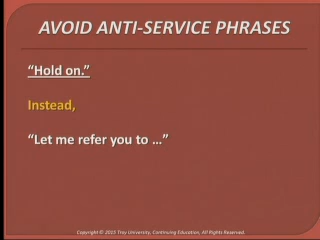 AVOID ANTI-SERVICE PHRASES
“Hold on.”
Instead,
“Let me refer you to …”
Copyright © 2015 Troy University, Continuing Education, All Rights Reserved.